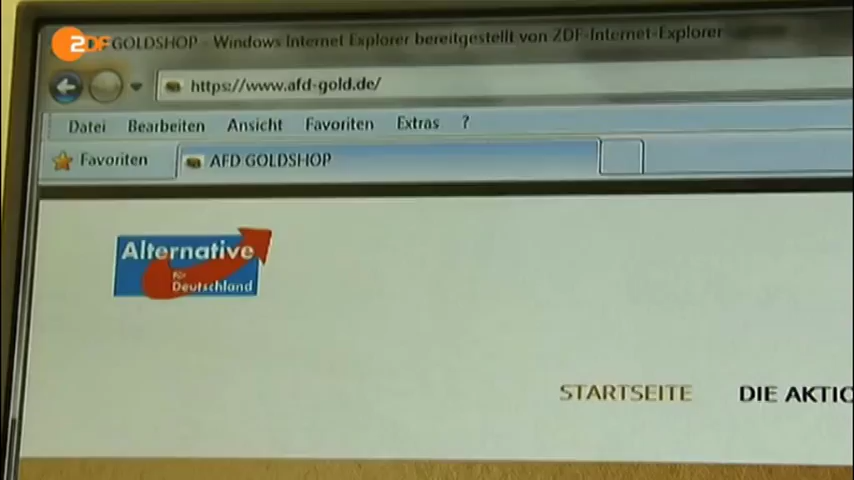 ZDF GOLDSHOP - Windows Internet Explorer bereitgestellt von ZDF-Internet-Explorer
https://www.afd-gold.de/
Datei Bearbeiten Ansicht Favoriten Extras ?
Favoriten AFD GOLDSHOP
Alternative
für
Deutschland
STARTSEITE DIE AKTIO